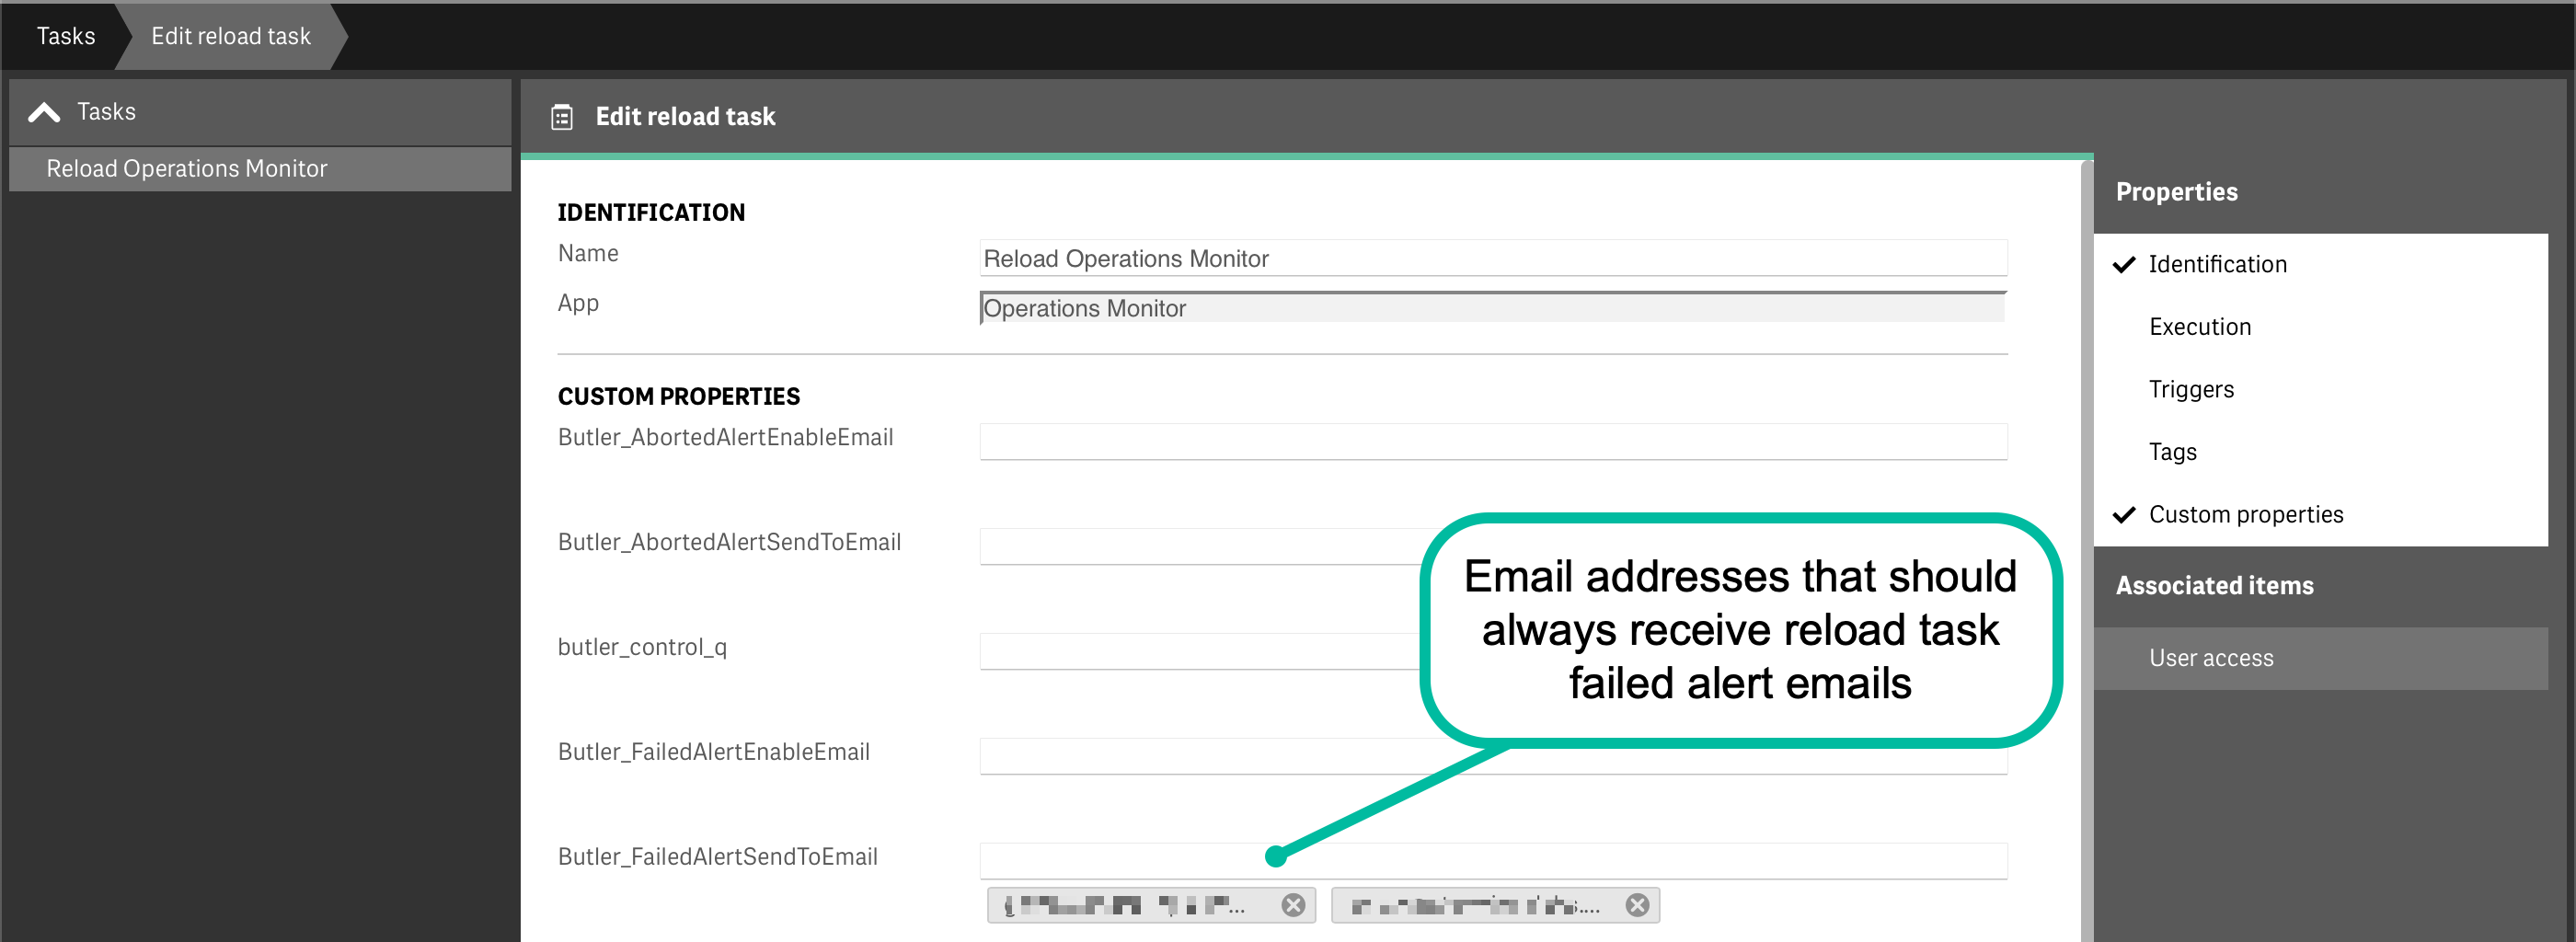 Tasks
Edit reload task
Tasks
Reload Operations Monitor
Edit reload task
IDENTIFICATION
Name
Reload Operations Monitor
App
Operations Monitor
CUSTOM PROPERTIES
Butler_AbortedAlertEnableEmail
Butler_AbortedAlertSendToEmail
butler_control_q
Butler_FailedAlertEnableEmail
Butler_FailedAlertSendToEmail
Email addresses that should
always receive reload task
failed alert emails
Properties
Identification
Execution
Triggers
Tags
Custom properties
Associated items
User access